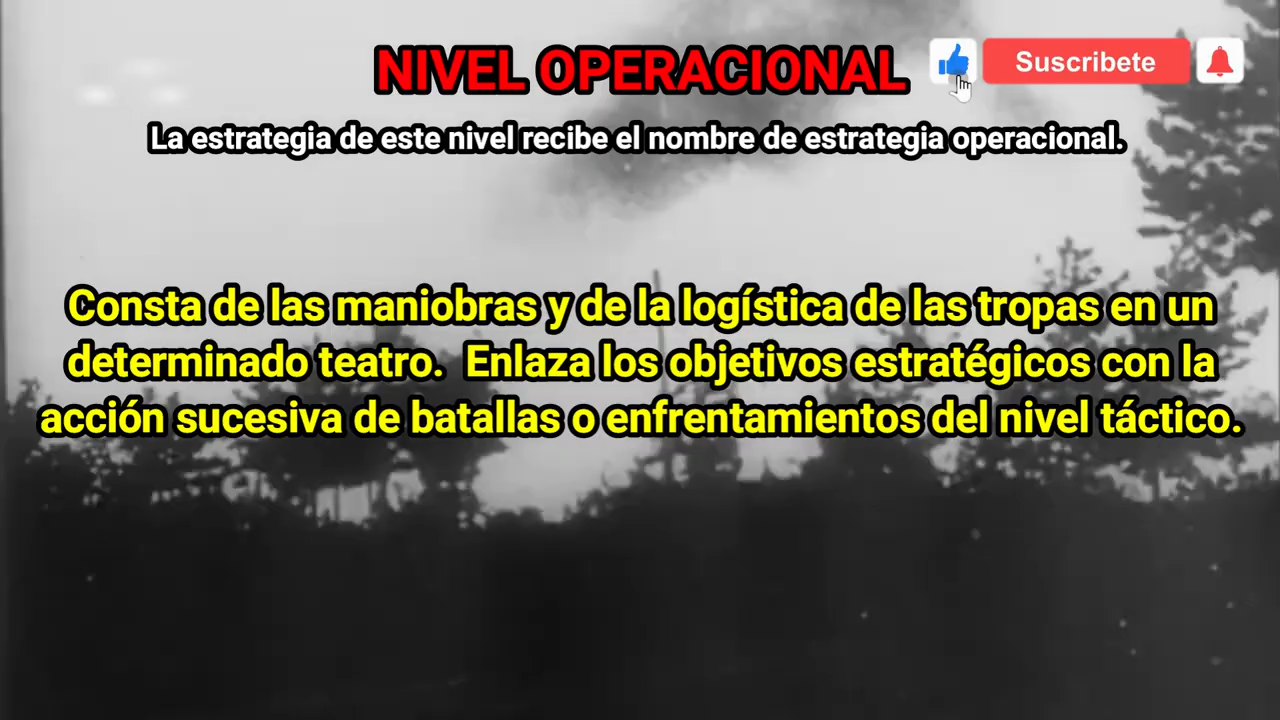 NIVEL OPERACIONAL
Suscribete
La estrategia de este nivel recibe el nombre de estrategia operacional.
Consta de las maniobras y de la logística de las tropas en un
determinado teatro.  Enlaza los objetivos estratégicos con la
acción sucesiva de batallas o enfrentamientos del nivel táctico.